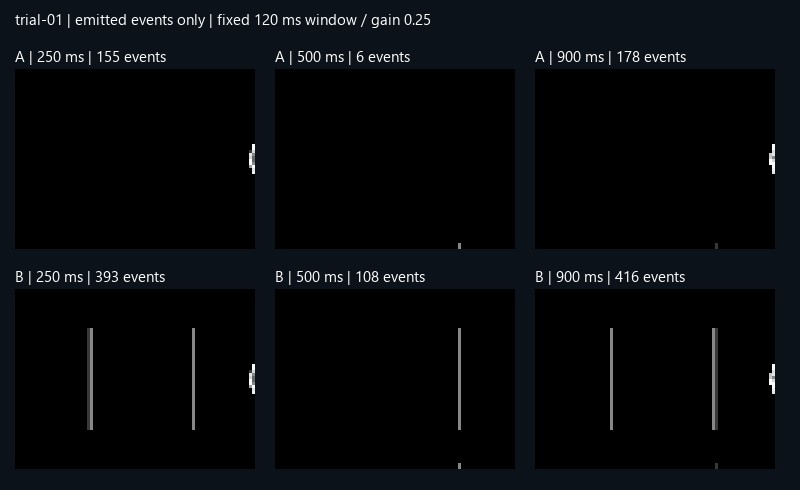 trial-01 | emitted events only | fixed 120 ms window / gain 0.25
A | 250 ms | 155 events
A | 500 ms | 6 events
A | 900 ms | 178 events
B | 250 ms | 393 events
B | 500 ms | 108 events
B | 900 ms | 416 events